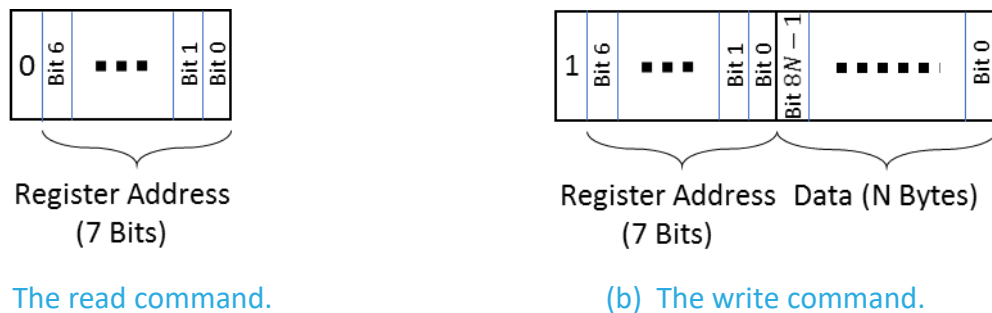 0 Bit 6 ▪▪▪ Bit 1 Bit 0
Register Address
(7 Bits)
The read command.
1 Bit 6 ▪▪▪ Bit 1 Bit 0 Bit 8N − 1 ▪▪▪▪▪ Bit 0
Register Address Data (N Bytes)
(7 Bits)
(b) The write command.